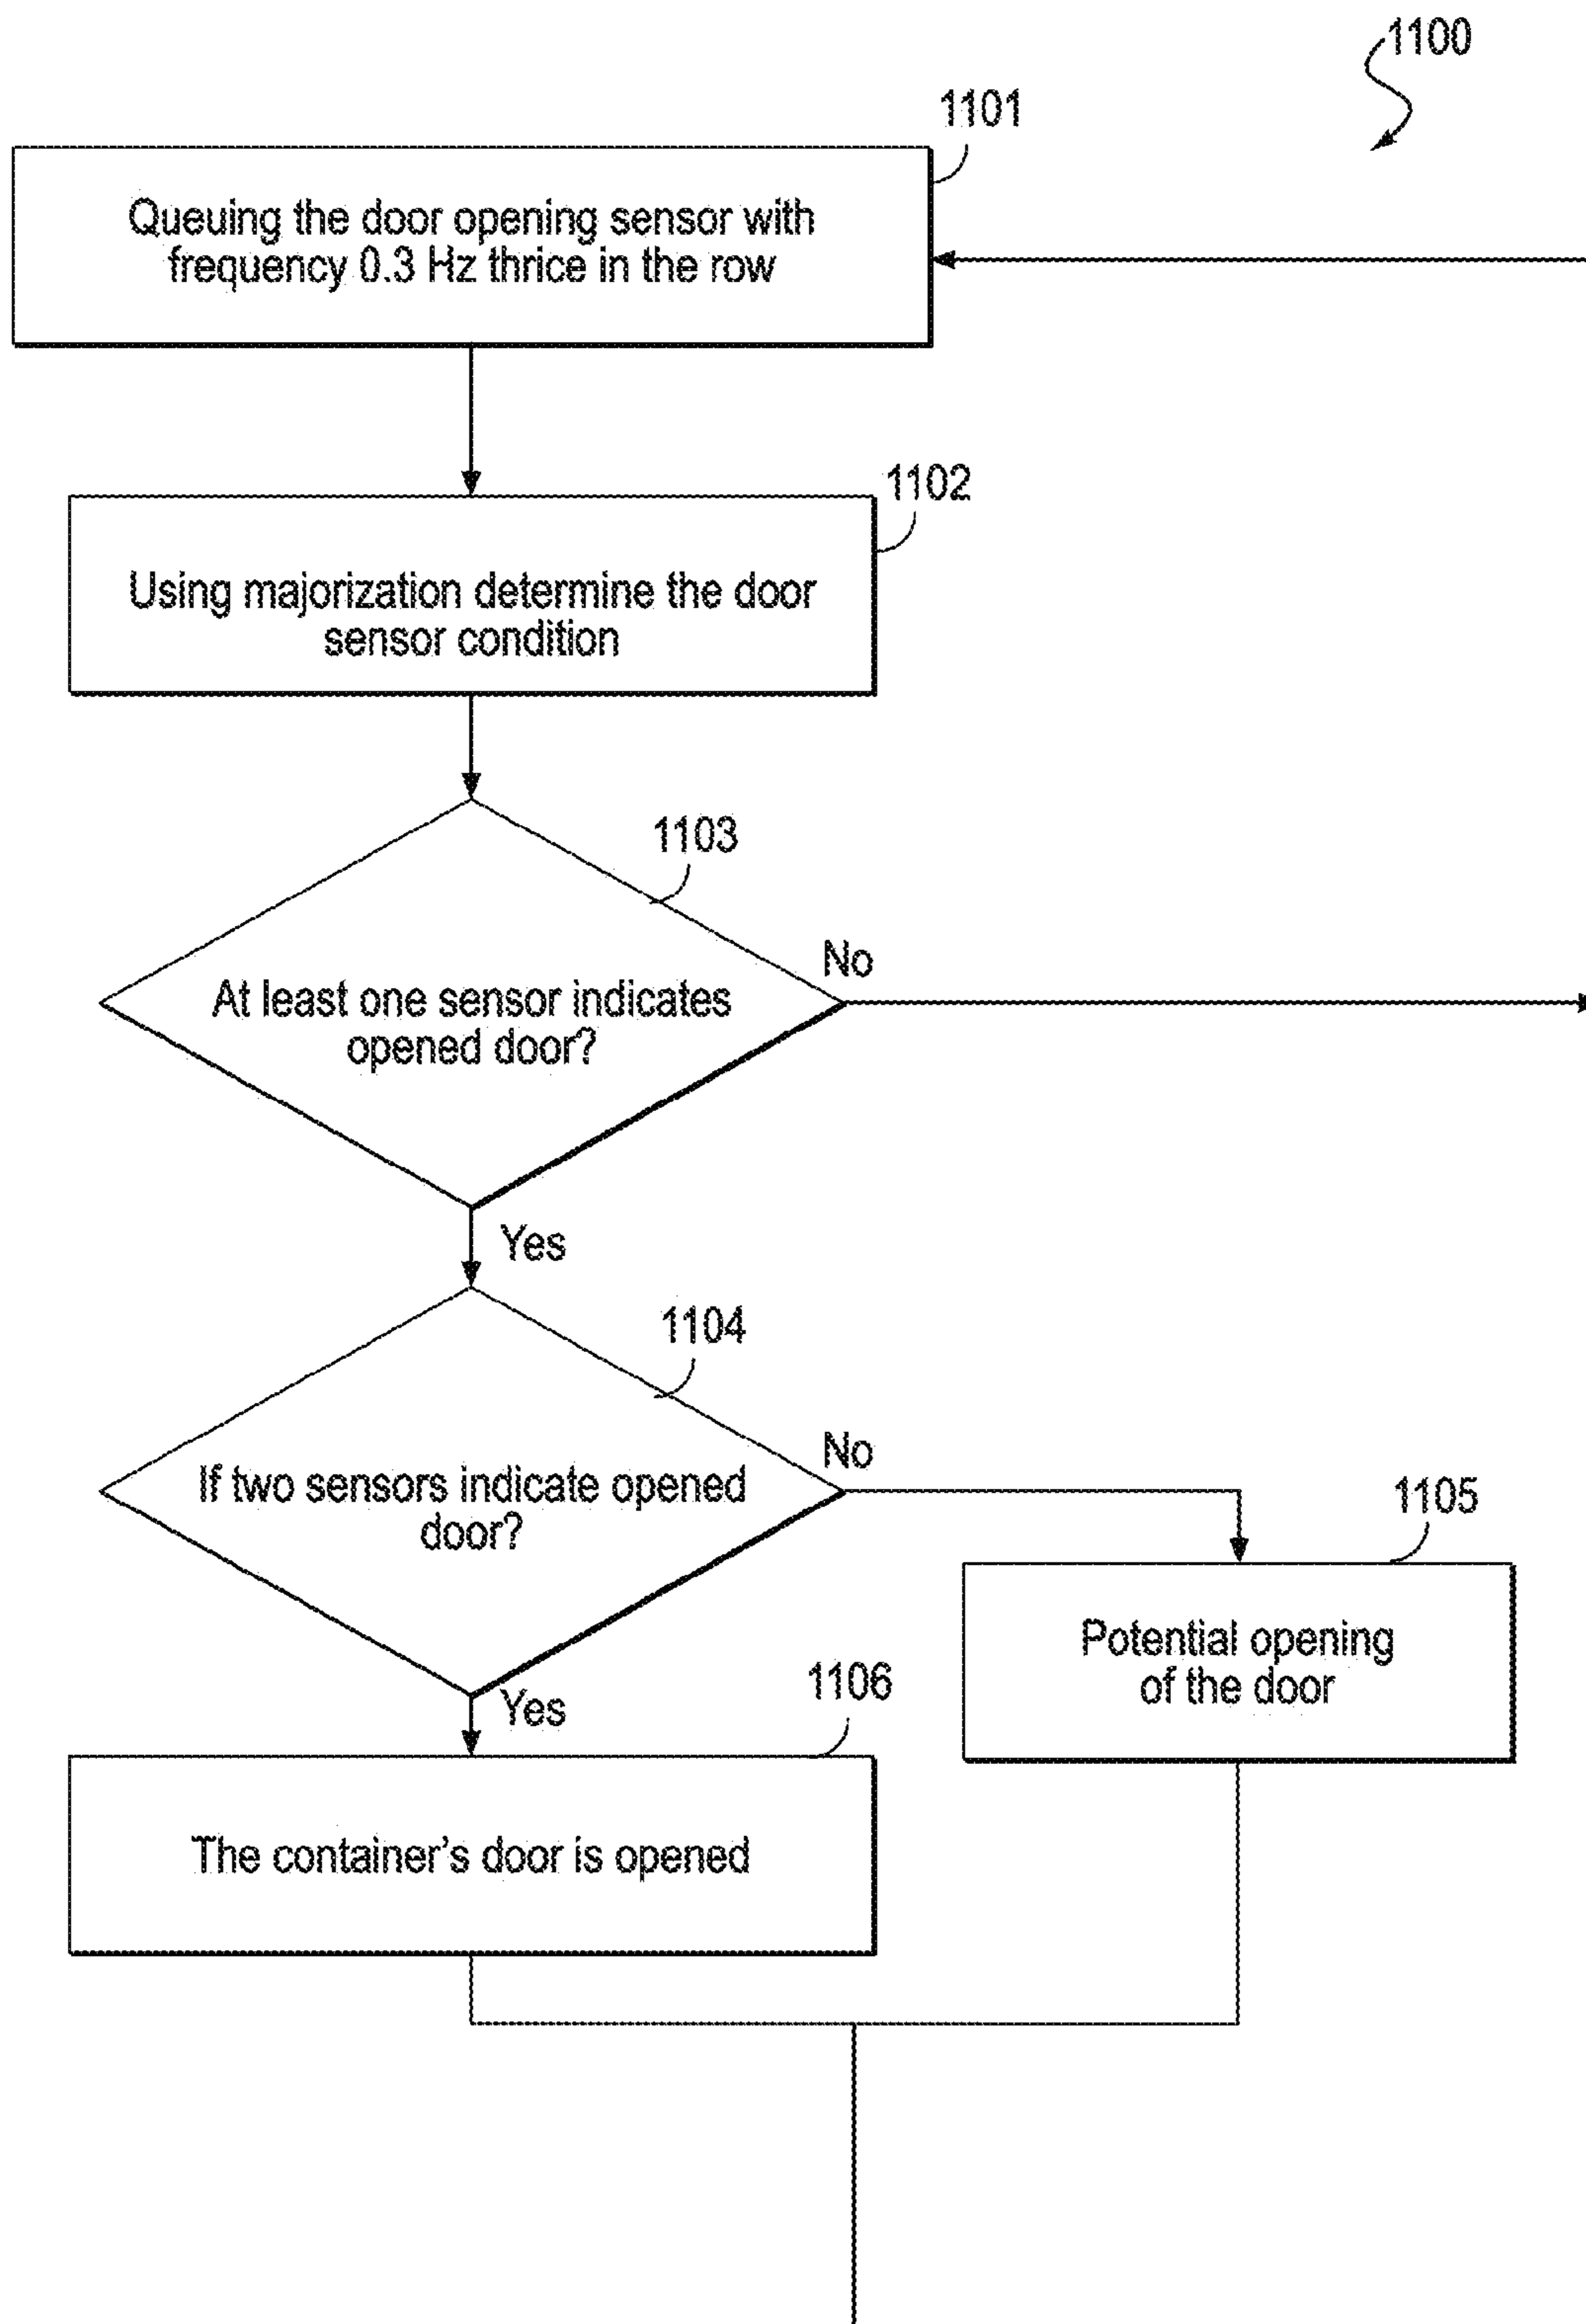 1100
1101
Queuing the door opening sensor with
frequency 0.3 Hz thrice in the row
1102
Using majorization determine the door
sensor condition
1103
No
At least one sensor indicates
opened door?
Yes
1104
No
If two sensors indicate opened
door?
1105
Potential opening
of the door
Yes
1106
The container's door is opened